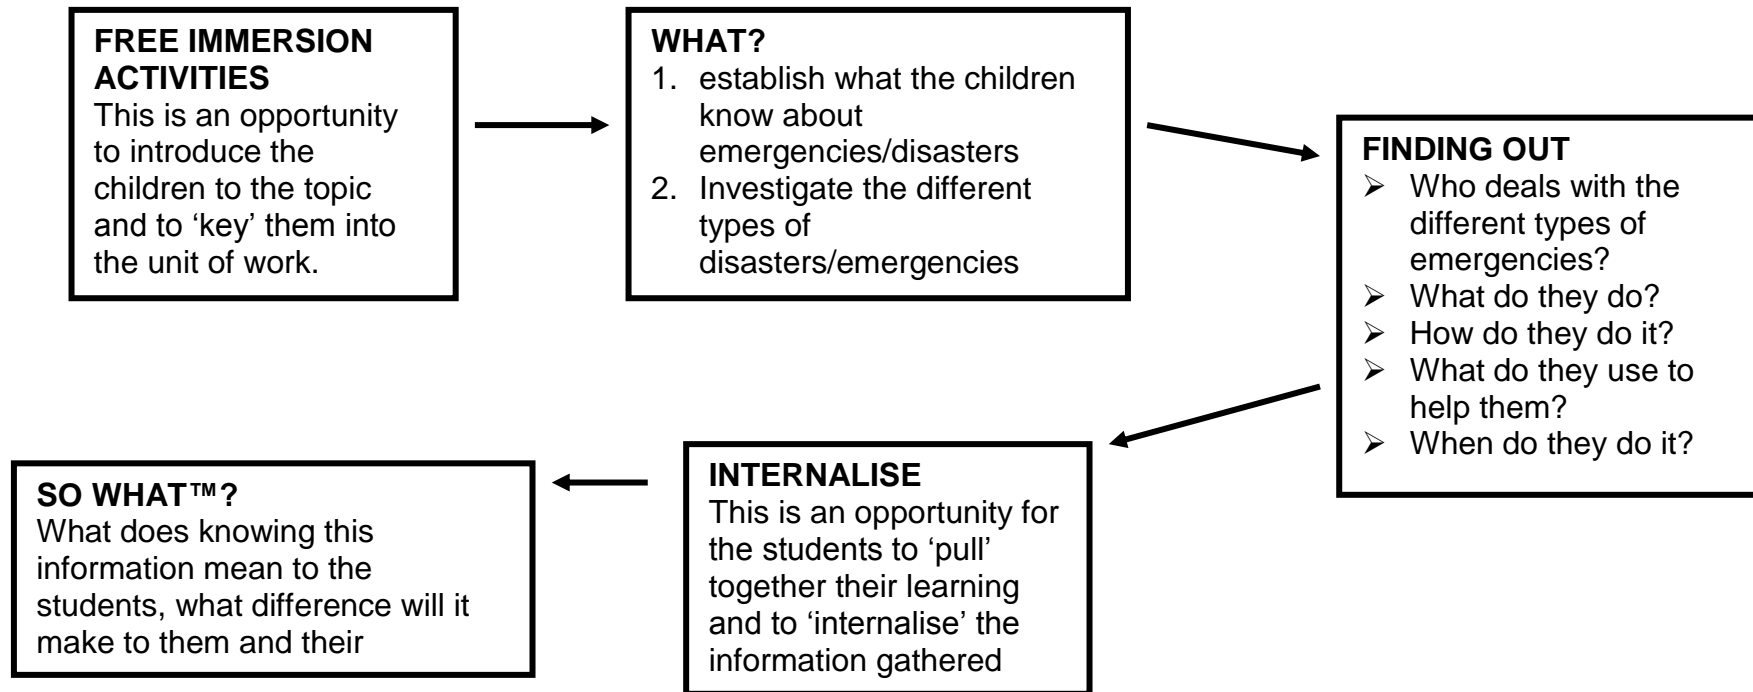 FREE IMMERSION
ACTIVITIES
This is an opportunity
to introduce the
children to the topic
and to ‘key’ them into
the unit of work.
WHAT?
1. establish what the children
know about
emergencies/disasters
2. Investigate the different
types of
disasters/emergencies
FINDING OUT
➢ Who deals with the
different types of
emergencies?
➢ What do they do?
➢ How do they do it?
➢ What do they use to
help them?
➢ When do they do it?
INTERNALISE
This is an opportunity for
the students to ‘pull’
together their learning
and to ‘internalise’ the
information gathered
SO WHAT™?
What does knowing this
information mean to the
students, what difference will it
make to them and their